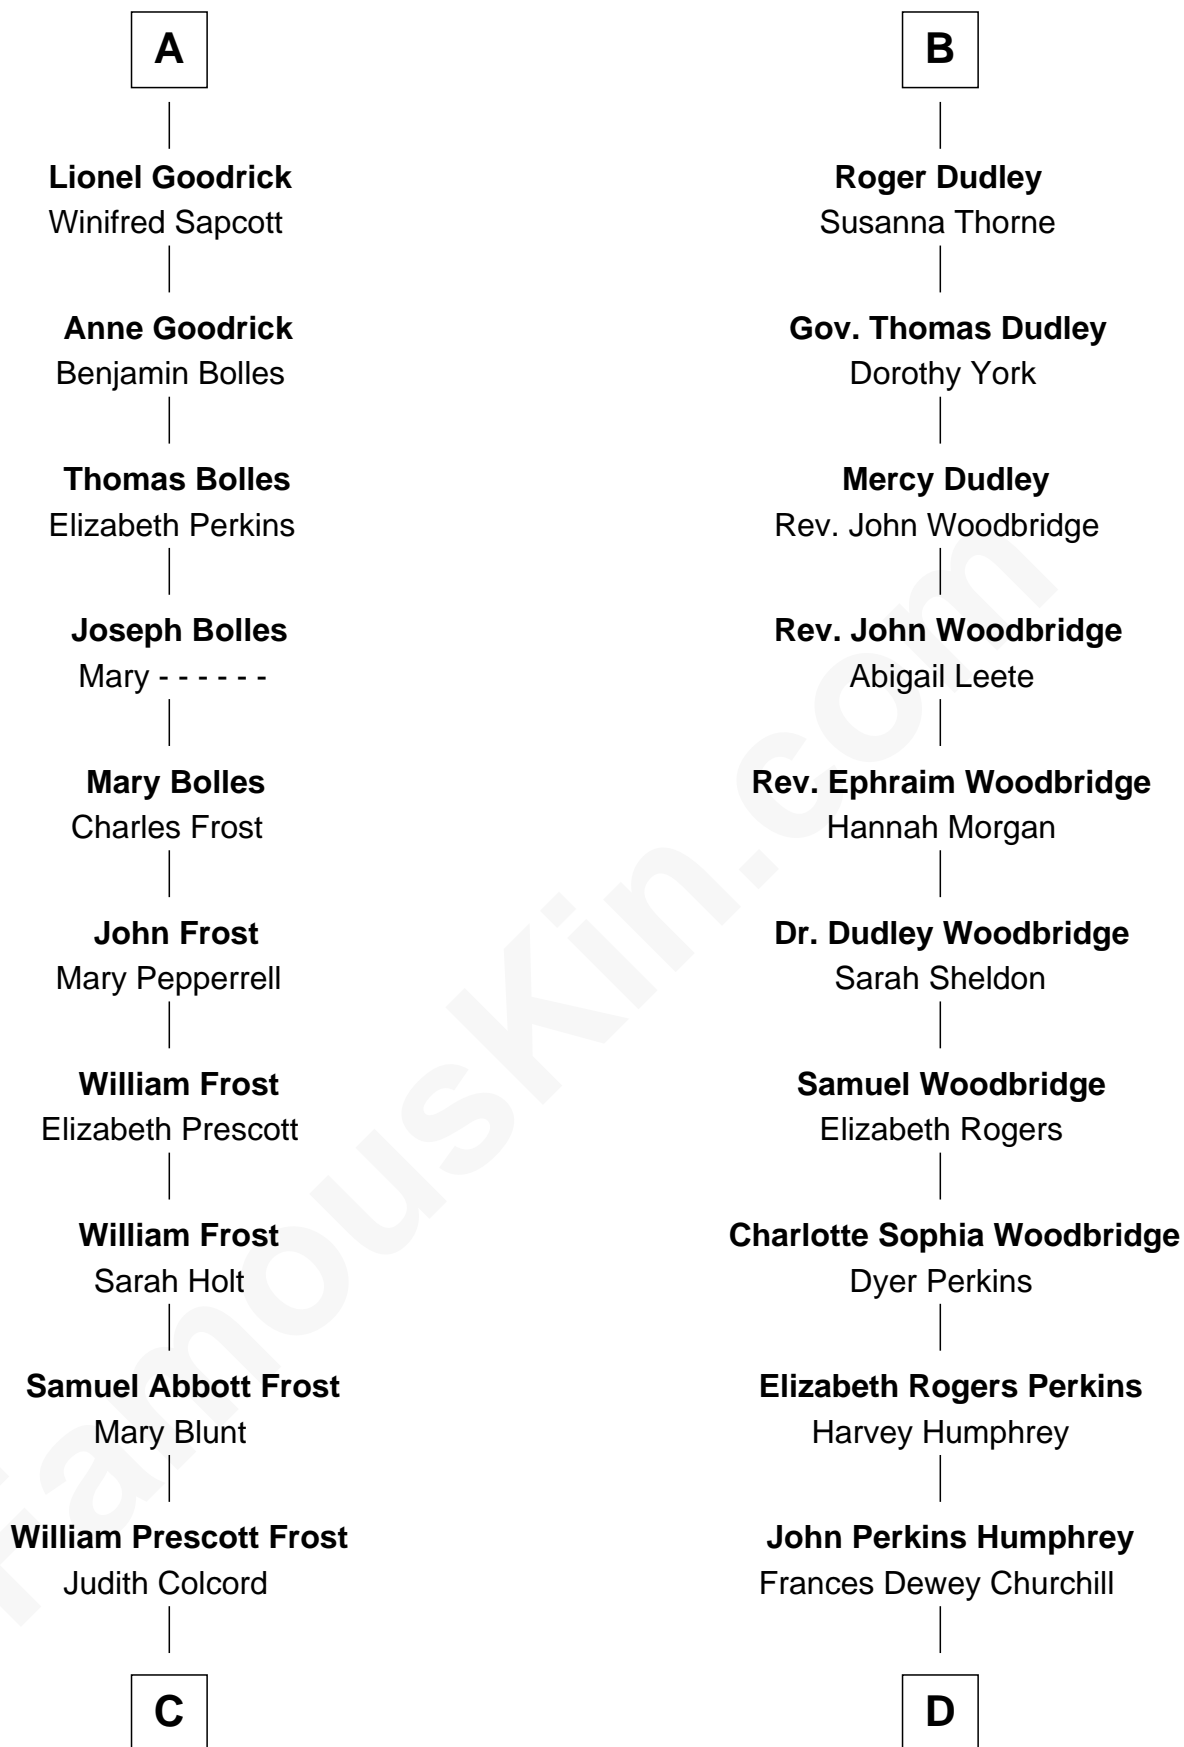 A
Lionel Goodrick
Winifred Sapcott
Anne Goodrick
Benjamin Bolles
Thomas Bolles
Elizabeth Perkins
Joseph Bolles
Mary - - - - - -
Mary Bolles
Charles Frost
John Frost
Mary Pepperrell
William Frost
Elizabeth Prescott
William Frost
Sarah Holt
Samuel Abbott Frost
Mary Blunt
William Prescott Frost
Judith Colcord
C
B
Roger Dudley
Susanna Thorne
Gov. Thomas Dudley
Dorothy York
Mercy Dudley
Rev. John Woodbridge
Rev. John Woodbridge
Abigail Leete
Rev. Ephraim Woodbridge
Hannah Morgan
Dr. Dudley Woodbridge
Sarah Sheldon
Samuel Woodbridge
Elizabeth Rogers
Charlotte Sophia Woodbridge
Dyer Perkins
Elizabeth Rogers Perkins
Harvey Humphrey
John Perkins Humphrey
Frances Dewey Churchill
D
FamousKin.com